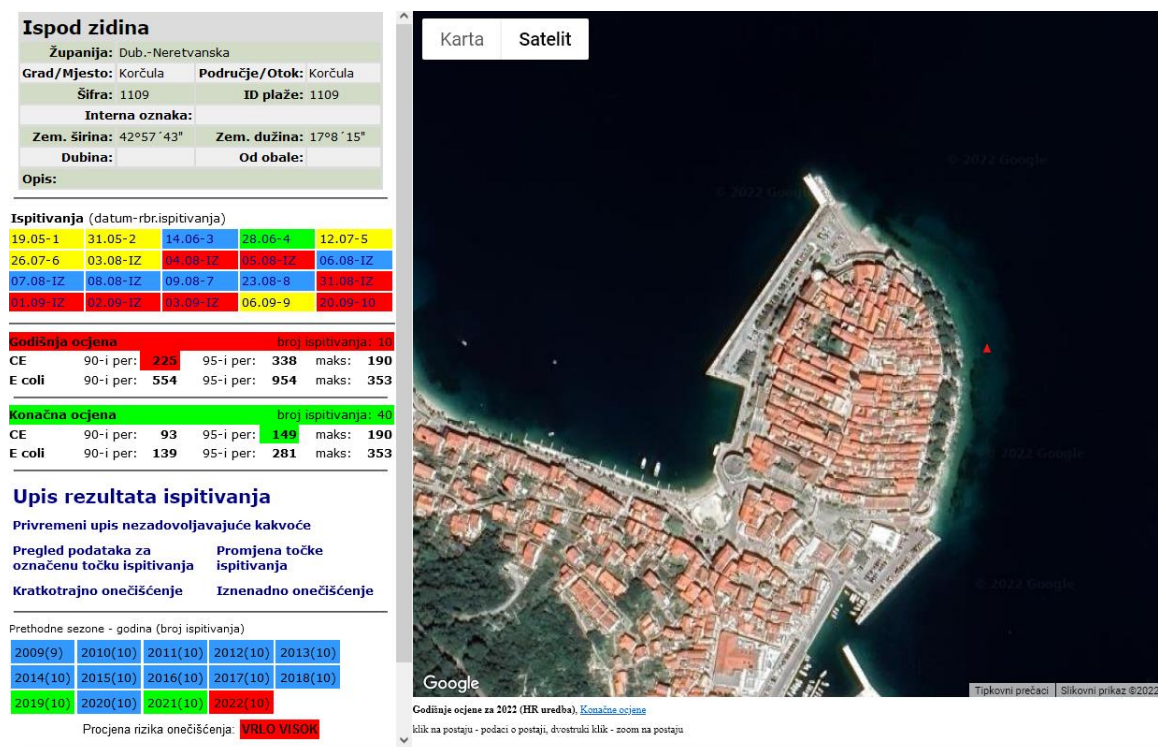 Ispod zidina
Županija: Dub.-Neretvanska
Grad/Mjesto: Korčula Područje/Otok: Korčula
Šifra: 1109 ID plaže: 1109
Interna oznaka:
Zem. širina: 42°57´43" Zem. dužina: 17°8´15"
Dubina: Od obale:
Opis:
Ispitivanja (datum-rbr.ispitivanja)
19.05-1 31.05-2 14.06-3 28.06-4 12.07-5
26.07-6 03.08-IZ 04.08-IZ 05.08-IZ 06.08-IZ
07.08-IZ 08.08-IZ 09.08-7 23.08-8 31.08-IZ
01.09-IZ 02.09-IZ 03.09-IZ 06.09-9 20.09-10
Godišnja ocjena broj ispitivanja: 10
CE 90-i per: 225 95-i per: 338 maks: 190
E coli 90-i per: 554 95-i per: 954 maks: 353
Konačna ocjena broj ispitivanja: 40
CE 90-i per: 93 95-i per: 149 maks: 190
E coli 90-i per: 139 95-i per: 281 maks: 353
Upis rezultata ispitivanja
Privremeni upis nezadovoljavajuće kakvoće
Pregled podataka za označenu točku ispitivanja
Promjena točke ispitivanja
Kratkotrajno onečišćenje Iznenadno onečišćenje
Prethodne sezone - godina (broj ispitivanja)
2009(9) 2010(10) 2011(10) 2012(10) 2013(10)
2014(10) 2015(10) 2016(10) 2017(10) 2018(10)
2019(10) 2020(10) 2021(10) 2022(10)
Procjena rizika onečišćenja: VRLO VISOK
Karta Satelit
© 2022 Google
© 2022 Google
© 2022 Google
© 2022 Google
Google
Tipkovni prečaci Slikovni prikaz ©2022
Godišnje ocjene za 2022 (HR uredba), Konačne ocjene
klik na postaju - podaci o postaji, dvostruki klik - zoom na postaju